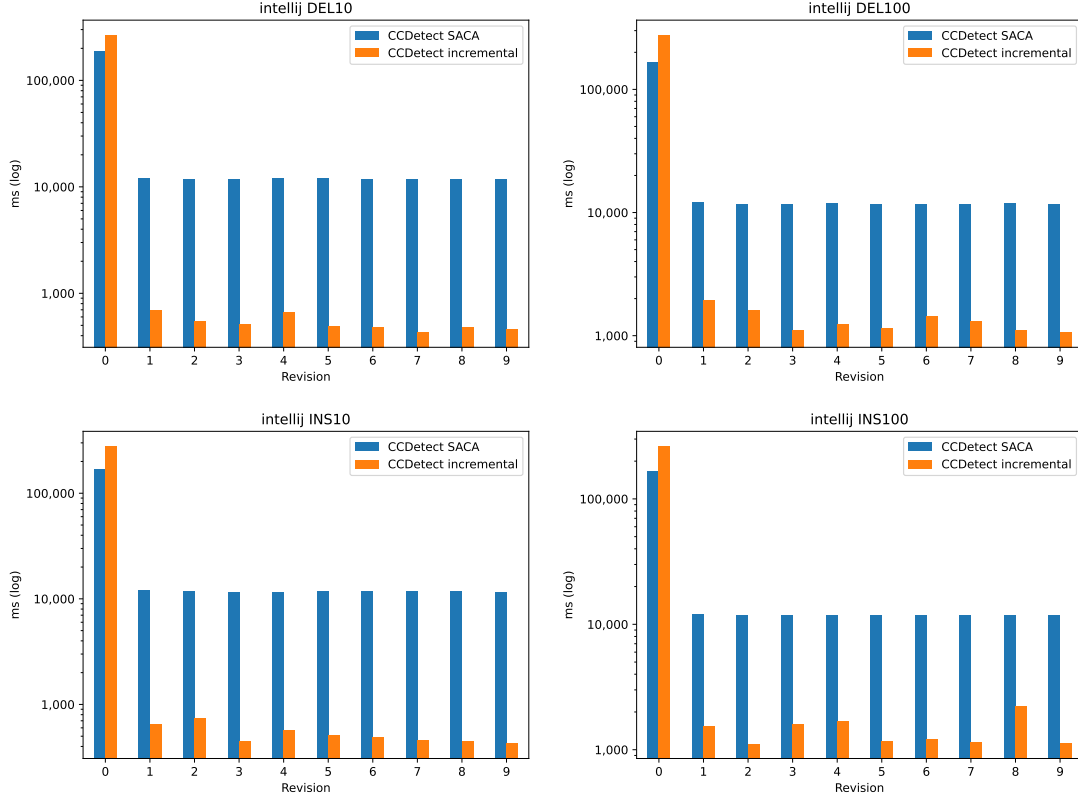 intellij DEL10
CCDetect SACA
CCDetect incremental
100,000
10,000
1,000
ms (log)
0 1 2 3 4 5 6 7 8 9
Revision
intellij DEL100
CCDetect SACA
CCDetect incremental
100,000
10,000
1,000
ms (log)
0 1 2 3 4 5 6 7 8 9
Revision
intellij INS10
CCDetect SACA
CCDetect incremental
100,000
10,000
1,000
ms (log)
0 1 2 3 4 5 6 7 8 9
Revision
intellij INS100
CCDetect SACA
CCDetect incremental
100,000
10,000
1,000
ms (log)
0 1 2 3 4 5 6 7 8 9
Revision